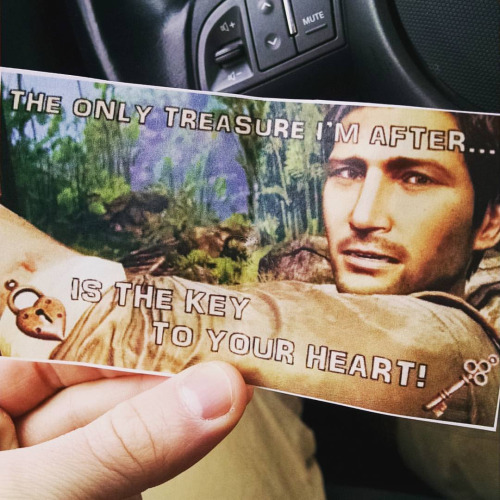 MUTE
THE ONLY TREASURE I'M AFTER...
IS THE KEY
TO YOUR HEART!